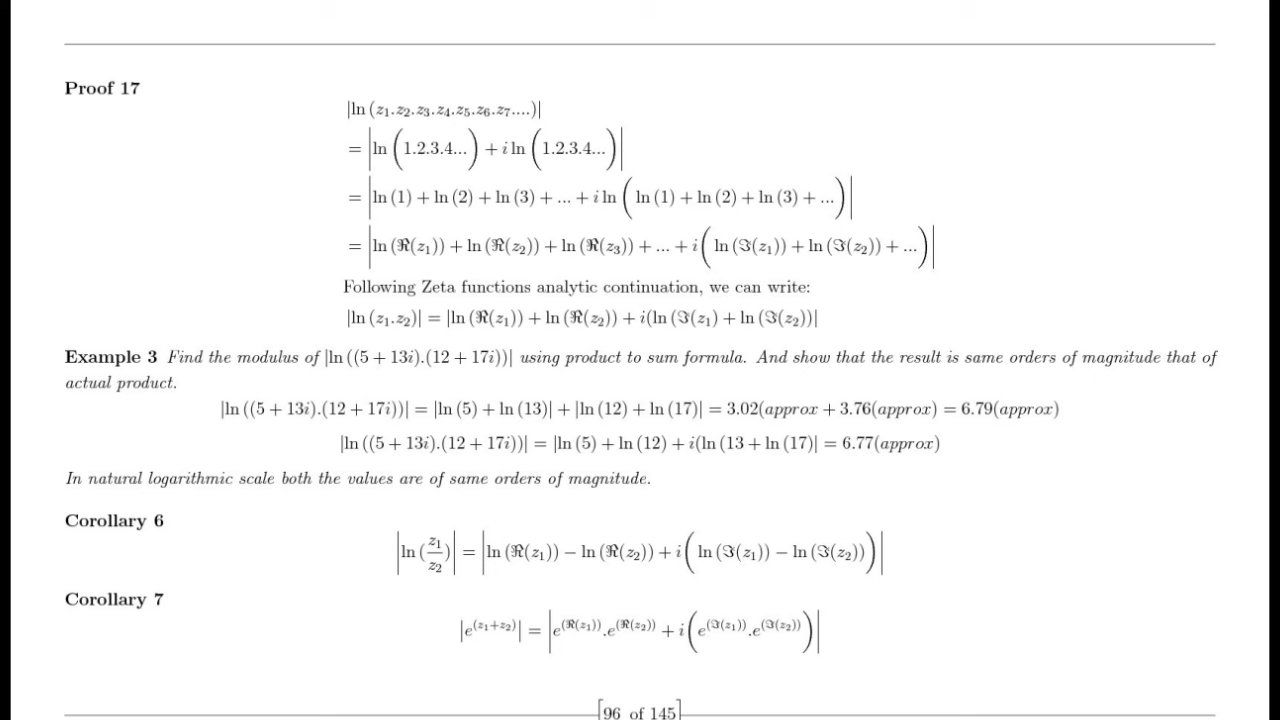 Proof 17
|ln (z₁.z₂.z₃.z₄.z₅.z₆.z₇....)|
= |ln (1.2.3.4...) + i ln (1.2.3.4...)|
= |ln (1) + ln (2) + ln (3) + ... + i ln ( ln (1) + ln (2) + ln (3) + ...)|
= |ln (ℜ(z₁)) + ln (ℜ(z₂)) + ln (ℜ(z₃)) + ... + i( ln (ℑ(z₁)) + ln (ℑ(z₂)) + ...)|
Following Zeta functions analytic continuation, we can write:
|ln (z₁.z₂)| = |ln (ℜ(z₁)) + ln (ℜ(z₂)) + i(ln (ℑ(z₁) + ln (ℑ(z₂))|
Example 3 Find the modulus of |ln ((5 + 13i).(12 + 17i))| using product to sum formula. And show that the result is same orders of magnitude that of
actual product.
|ln ((5 + 13i).(12 + 17i))| = |ln (5) + ln (13)| + |ln (12) + ln (17)| = 3.02(approx + 3.76(approx) = 6.79(approx)
|ln ((5 + 13i).(12 + 17i))| = |ln (5) + ln (12) + i(ln (13 + ln (17)| = 6.77(approx)
In natural logarithmic scale both the values are of same orders of magnitude.
Corollary 6
|ln (z₁/z₂)| = |ln (ℜ(z₁)) − ln (ℜ(z₂)) + i( ln (ℑ(z₁)) − ln (ℑ(z₂)))|
Corollary 7
|e^(z₁+z₂)| = |e^(ℜ(z₁)).e^(ℜ(z₂)) + i(e^(ℑ(z₁)).e^(ℑ(z₂)))|
[96 of 145]